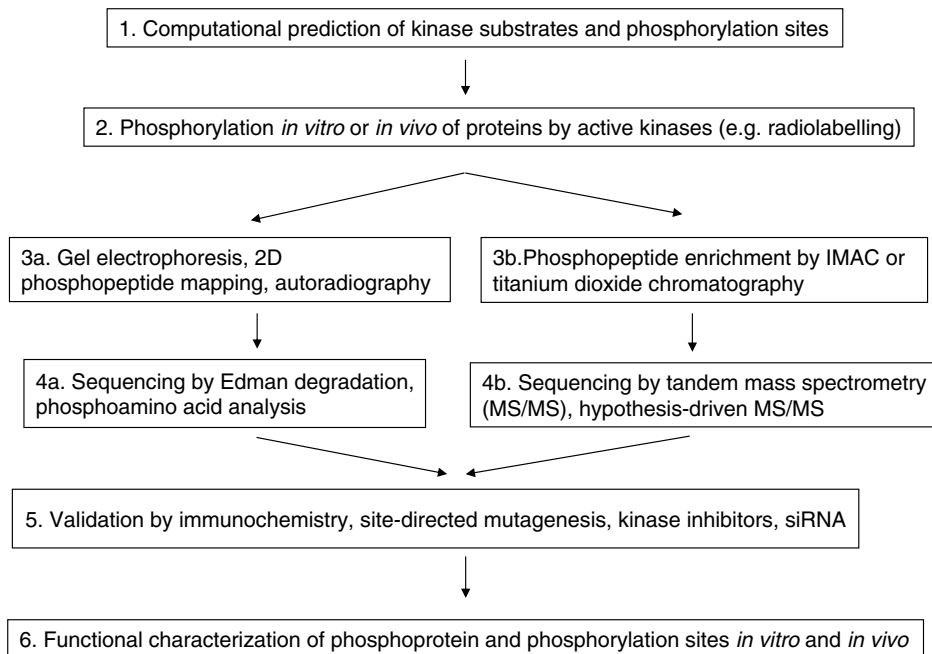 1. Computational prediction of kinase substrates and phosphorylation sites
2. Phosphorylation in vitro or in vivo of proteins by active kinases (e.g. radiolabelling)
3a. Gel electrophoresis, 2D
phosphopeptide mapping, autoradiography
3b.Phosphopeptide enrichment by IMAC or
titanium dioxide chromatography
4a. Sequencing by Edman degradation,
phosphoamino acid analysis
4b. Sequencing by tandem mass spectrometry
(MS/MS), hypothesis-driven MS/MS
5. Validation by immunochemistry, site-directed mutagenesis, kinase inhibitors, siRNA
6. Functional characterization of phosphoprotein and phosphorylation sites in vitro and in vivo